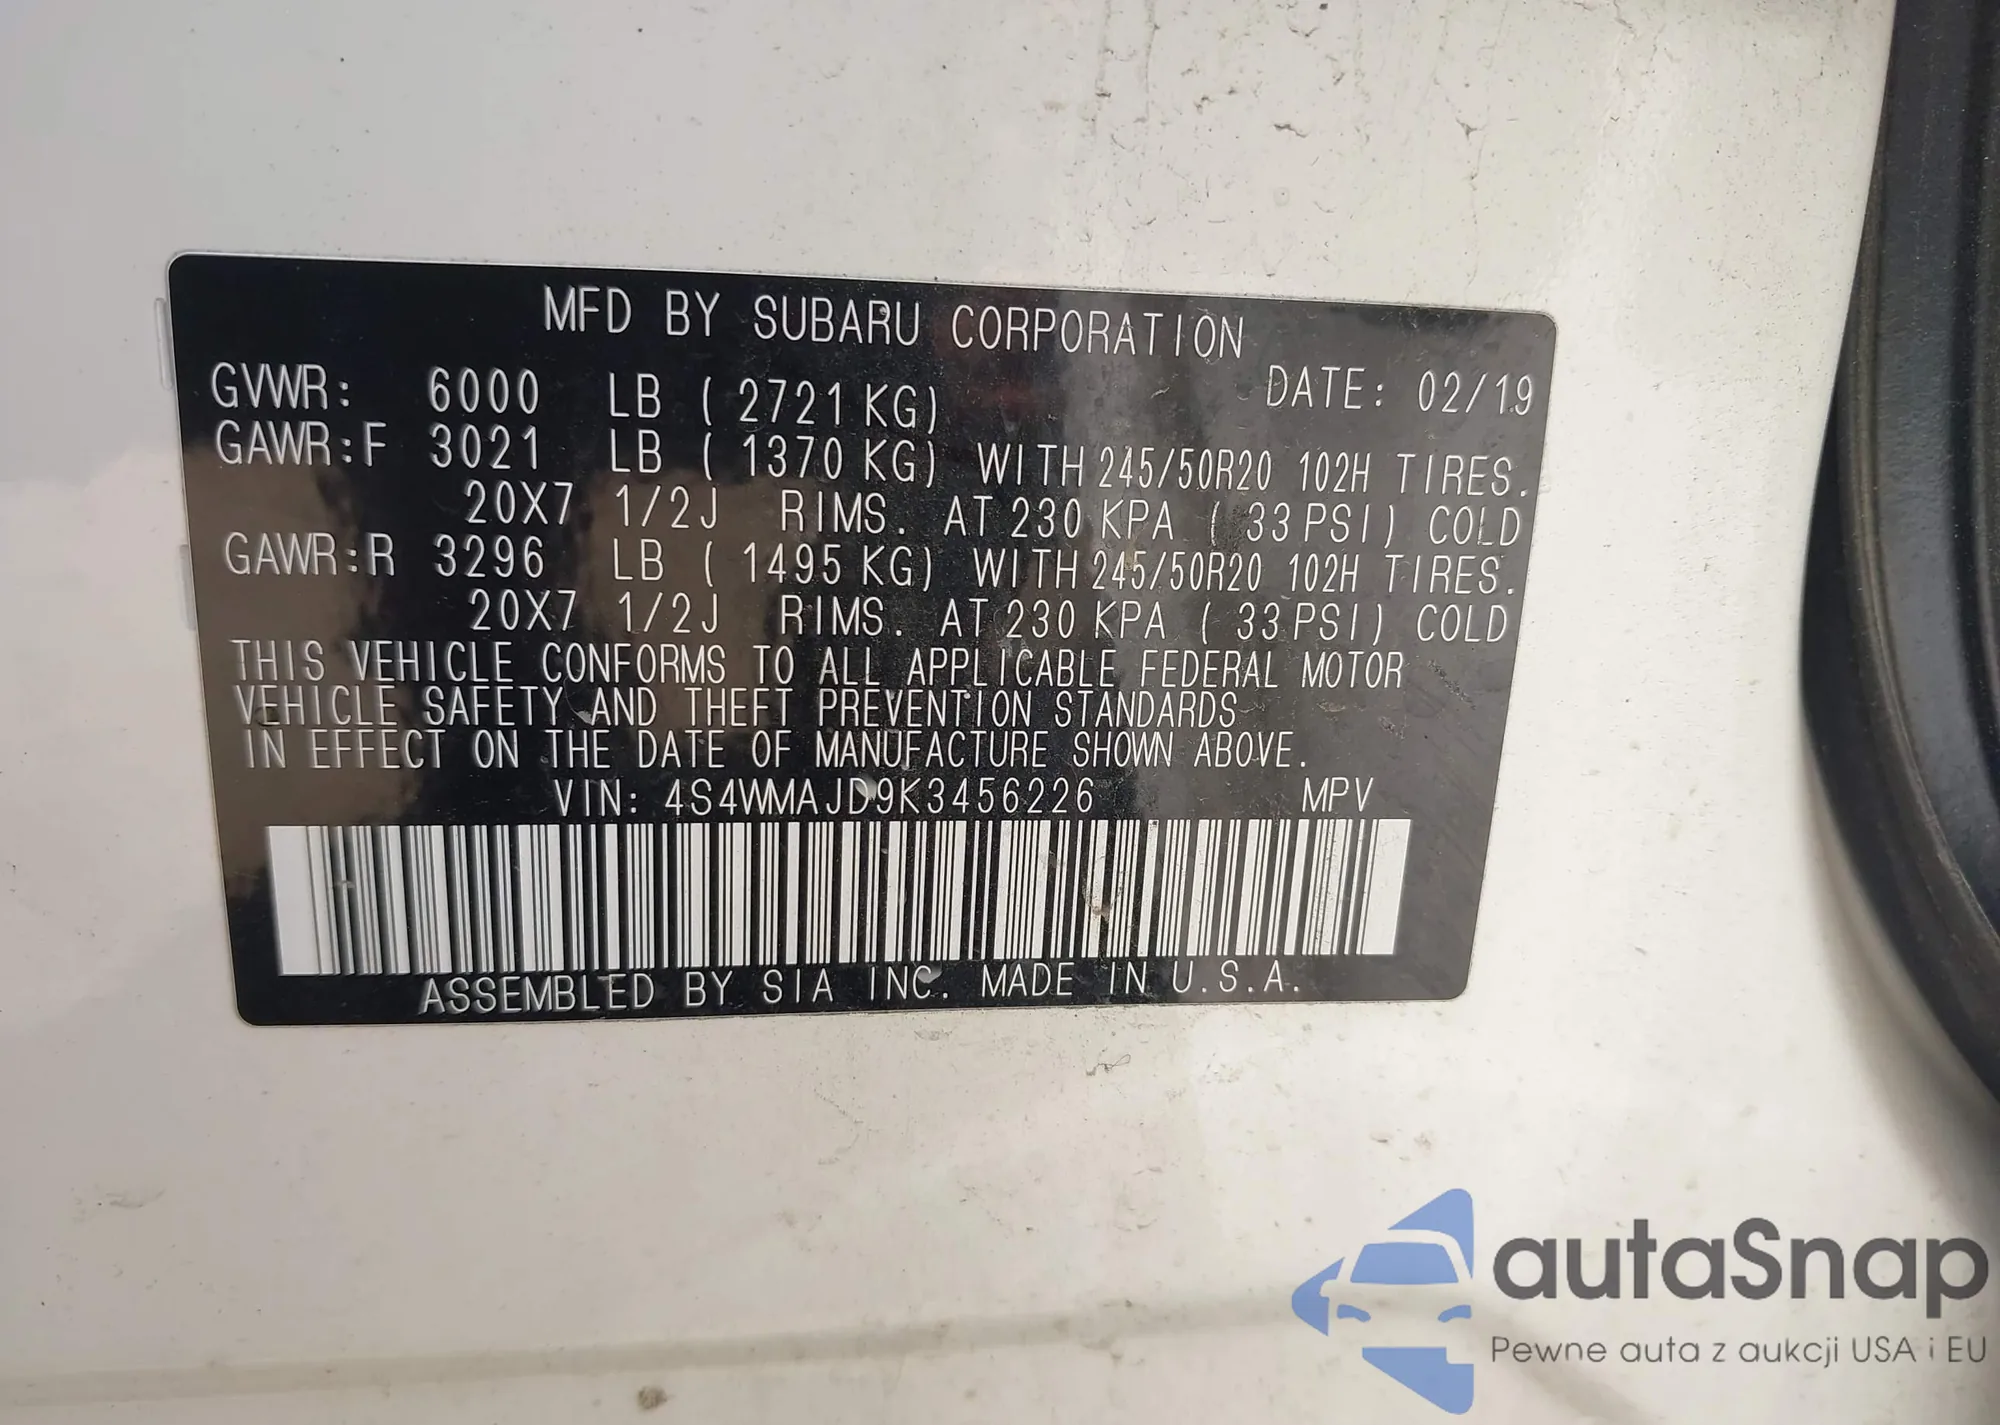 MFD BY SUBARU CORPORATION
GVWR: 6000 LB ( 2721 KG) DATE: 02/19
GAWR:F 3021 LB ( 1370 KG) WITH 245/50R20 102H TIRES.
20X7 1/2J RIMS. AT 230 KPA ( 33 PSI) COLD
GAWR:R 3296 LB ( 1495 KG) WITH 245/50R20 102H TIRES.
20X7 1/2J RIMS. AT 230 KPA ( 33 PSI) COLD
THIS VEHICLE CONFORMS TO ALL APPLICABLE FEDERAL MOTOR
VEHICLE SAFETY AND THEFT PREVENTION STANDARDS
IN EFFECT ON THE DATE OF MANUFACTURE SHOWN ABOVE.
VIN: 4S4WMAJD9K3456226 MPV
ASSEMBLED BY SIA INC. MADE IN U.S.A.
autaSnap
Pewne auta z aukcji USA i EU